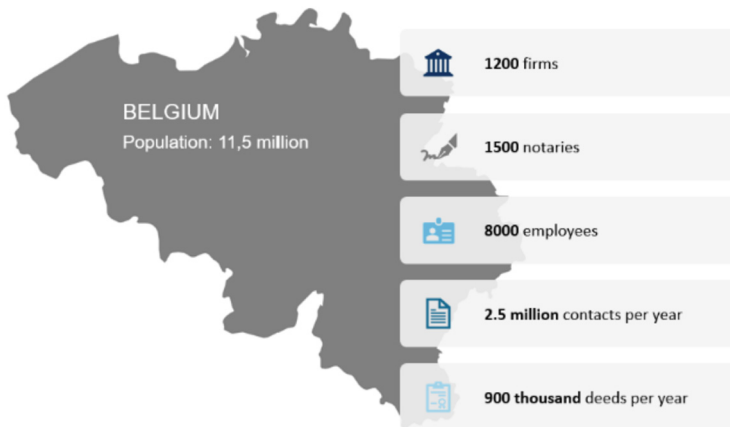 BELGIUM
Population: 11,5 million
1200 firms
1500 notaries
8000 employees
2.5 million contacts per year
900 thousand deeds per year